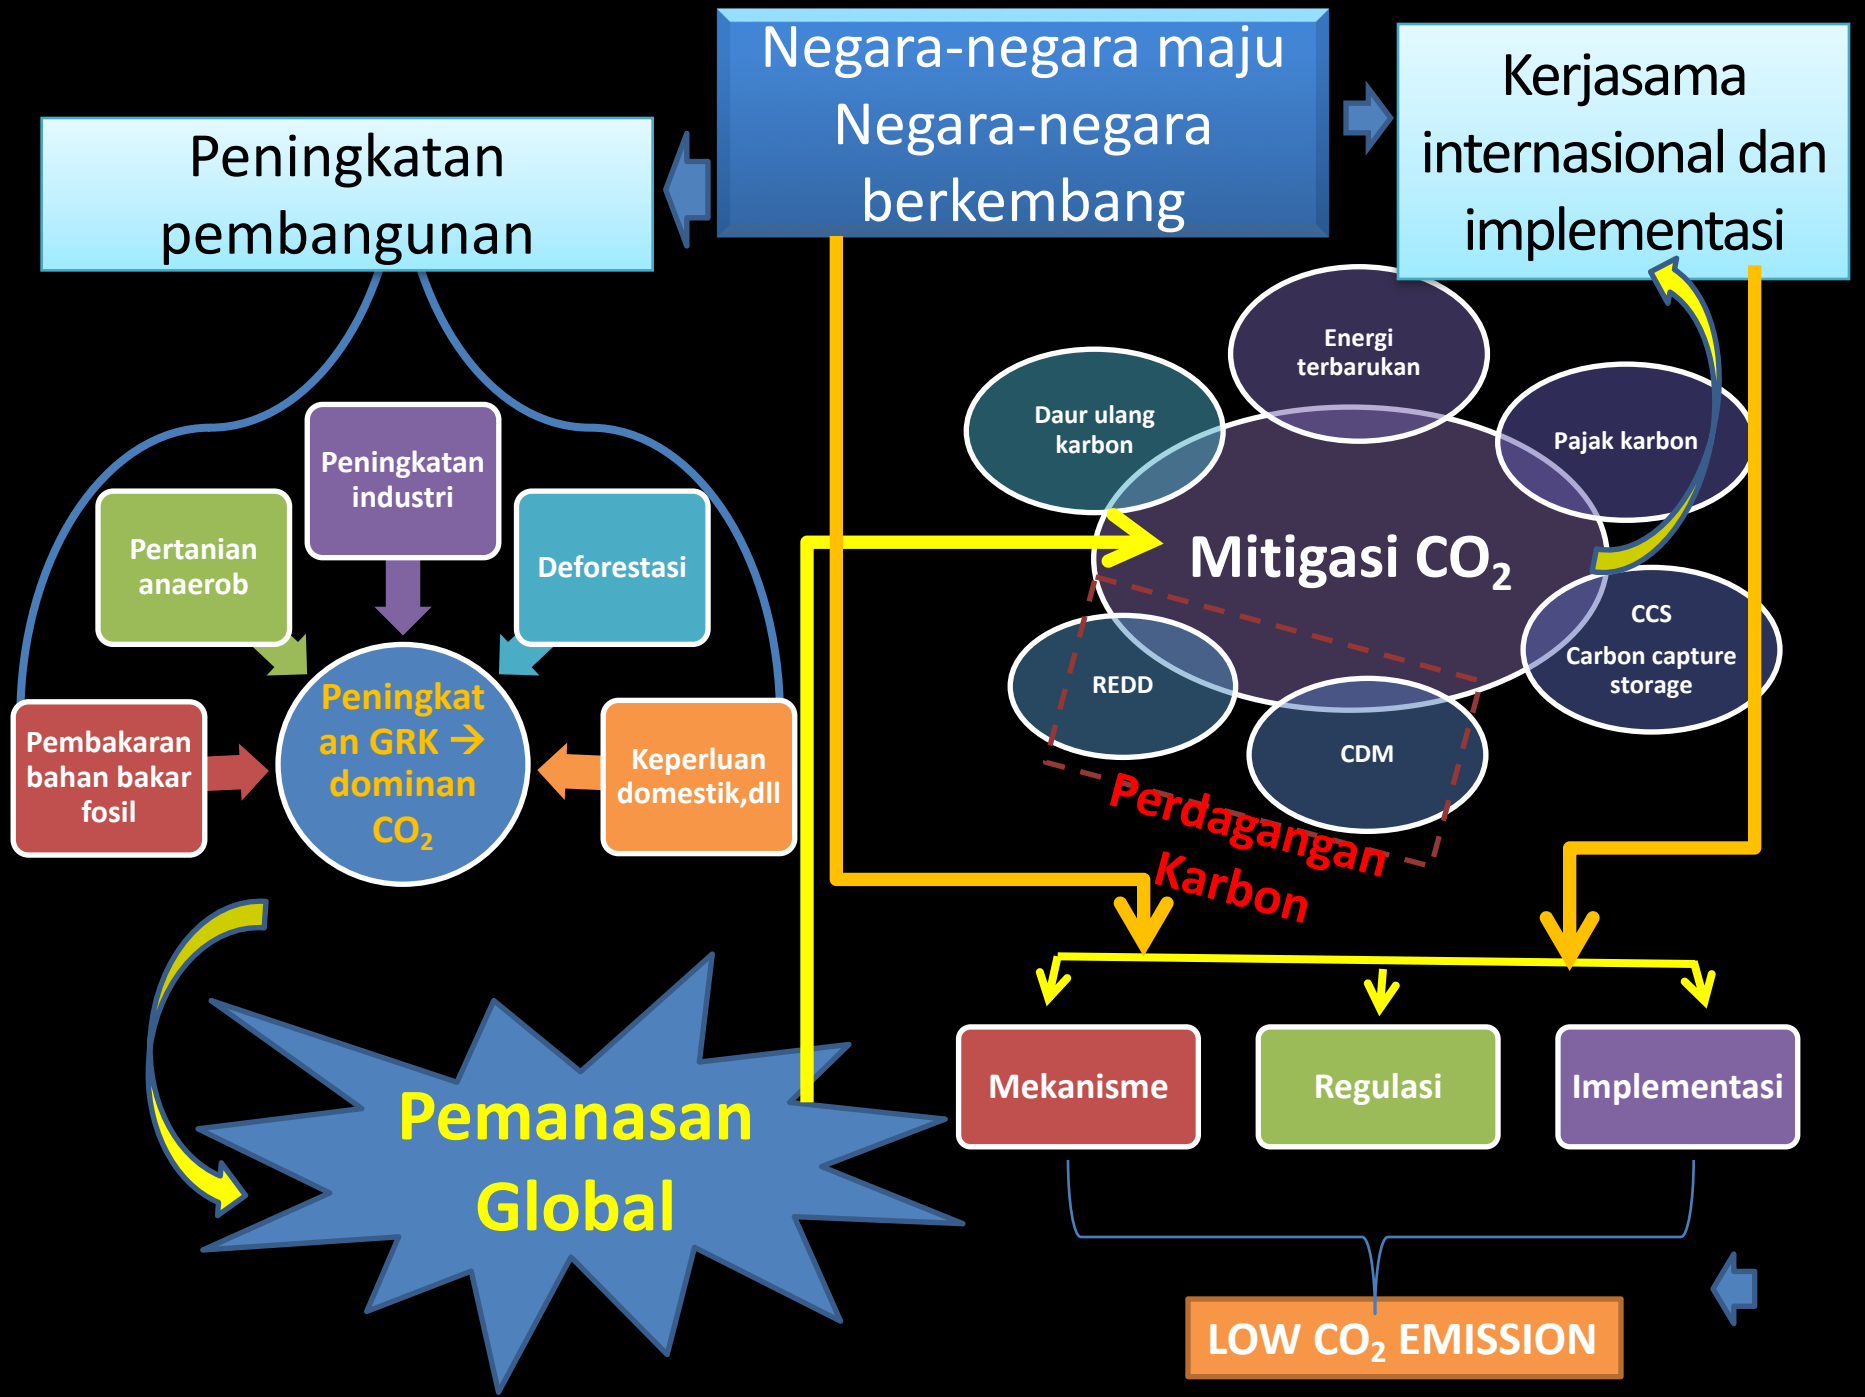 Negara-negara maju
Negara-negara
berkembang
Kerjasama
internasional dan
implementasi
Peningkatan
pembangunan
Peningkatan
industri
Pertanian
anaerob
Deforestasi
Pembakaran
bahan bakar
fosil
Peningkat
an GRK →
dominan
CO₂
Keperluan
domestik,dll
Energi
terbarukan
Daur ulang
karbon
Pajak karbon
Mitigasi CO₂
CCS
Carbon capture
storage
REDD
CDM
Perdagangan
Karbon
Pemanasan
Global
Mekanisme
Regulasi
Implementasi
LOW CO₂ EMISSION